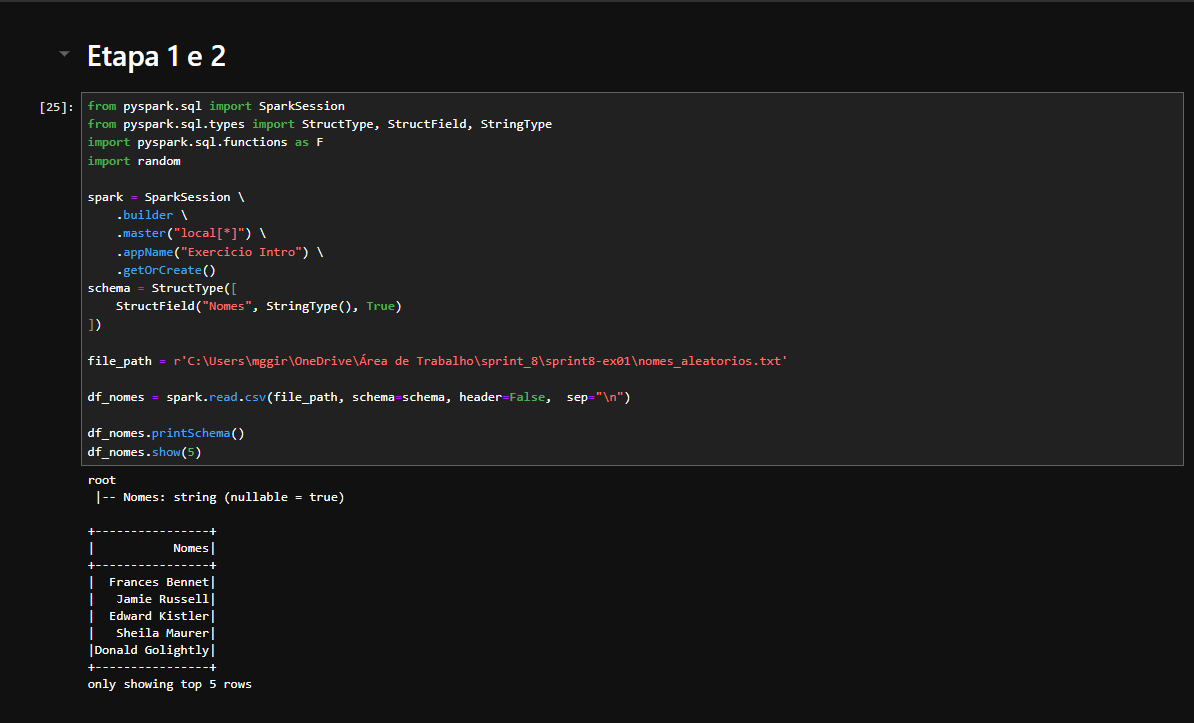 Etapa 1 e 2
[25]:
from pyspark.sql import SparkSession
from pyspark.sql.types import StructType, StructField, StringType
import pyspark.sql.functions as F
import random
spark = SparkSession \
    .builder \
    .master("local[*]") \
    .appName("Exercicio Intro") \
    .getOrCreate()
schema = StructType([
    StructField("Nomes", StringType(), True)
])
file_path = r'C:\Users\mggir\OneDrive\Área de Trabalho\sprint_8\sprint8-ex01\nomes_aleatorios.txt'
df_nomes = spark.read.csv(file_path, schema=schema, header=False,  sep="\n")
df_nomes.printSchema()
df_nomes.show(5)
root
 |-- Nomes: string (nullable = true)
+----------------+
|           Nomes|
+----------------+
|  Frances Bennet|
|   Jamie Russell|
|  Edward Kistler|
|   Sheila Maurer|
|Donald Golightly|
+----------------+
only showing top 5 rows